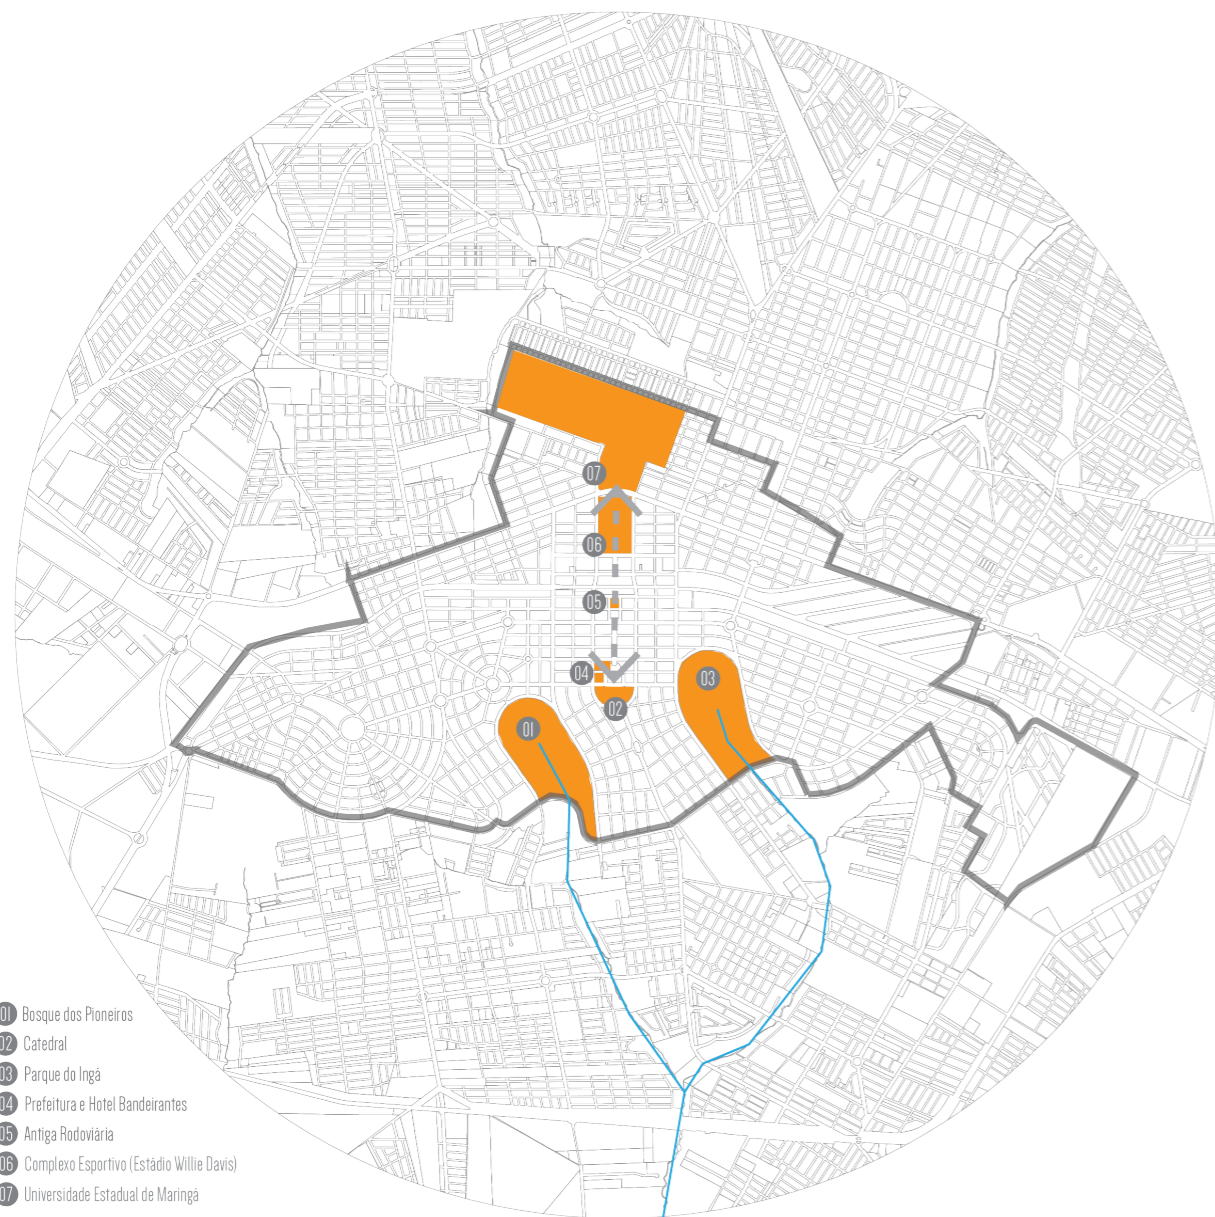 07
06
05
04
03
02
01
01 Bosque dos Pioneiros
02 Catedral
03 Parque do Ingá
04 Prefeitura e Hotel Bandeirantes
05 Antiga Rodoviária
06 Complexo Esportivo (Estádio Willie Davis)
07 Universidade Estadual de Maringá